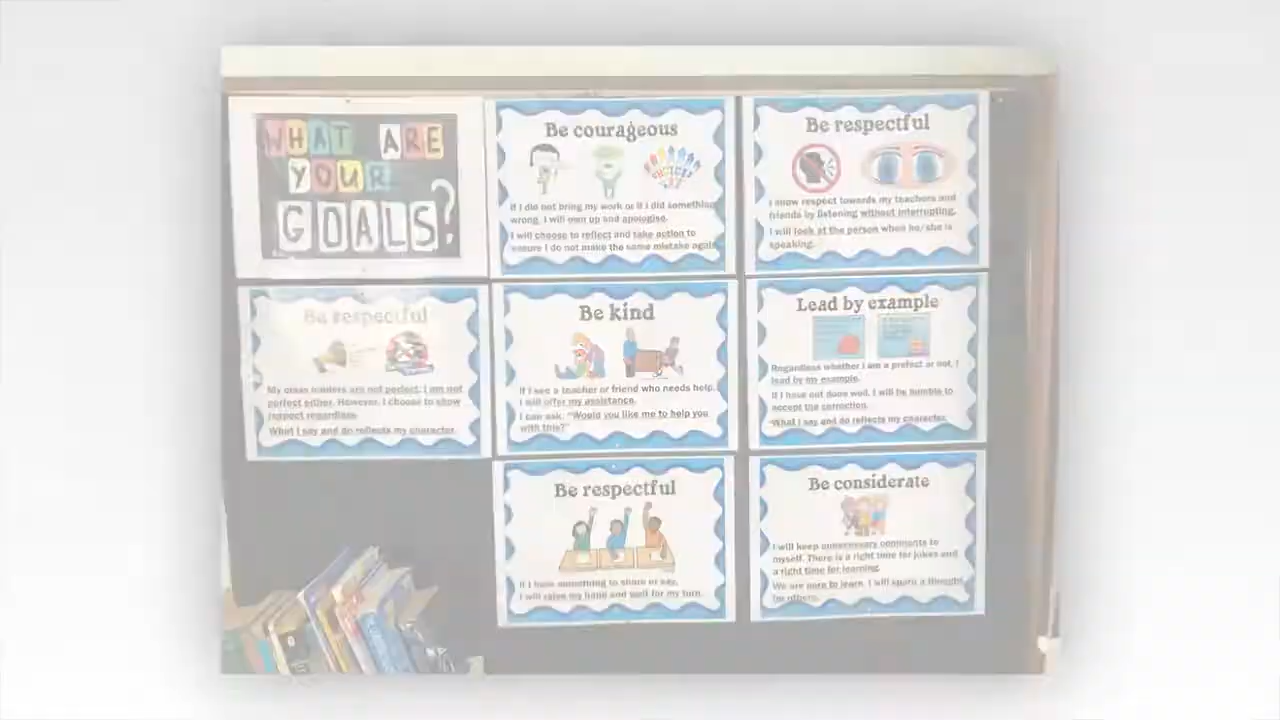 WHAT ARE
YOUR
GOALS?
Be courageous
If I did not bring my work or if I did something
wrong, I will own up and apologise.
I will choose to reflect and take action to
ensure I do not make the same mistake again
Be respectful
I show respect towards my teachers and
friends by listening without interrupting.
I will look at the person when he/she is
speaking.
Be respectful
My class leaders are not perfect. I am not
perfect either. However, I choose to show
respect regardless.
What I say and do reflects my character.
Be kind
If I see a teacher or friend who needs help,
I will offer my assistance.
I can ask, "Would you like me to help you
with this?"
Lead by example
Regardless whether I am a prefect or not, I
lead by my example.
If I have not done well, I will be humble to
accept the correction.
What I say and do reflects my character.
Be respectful
If I have something to share or say,
I will raise my hand and wait for my turn.
Be considerate
I will keep unnecessary comments to
myself. There is a right time for jokes and
a right time for learning.
We are here to learn. I will spare a thought
for others.